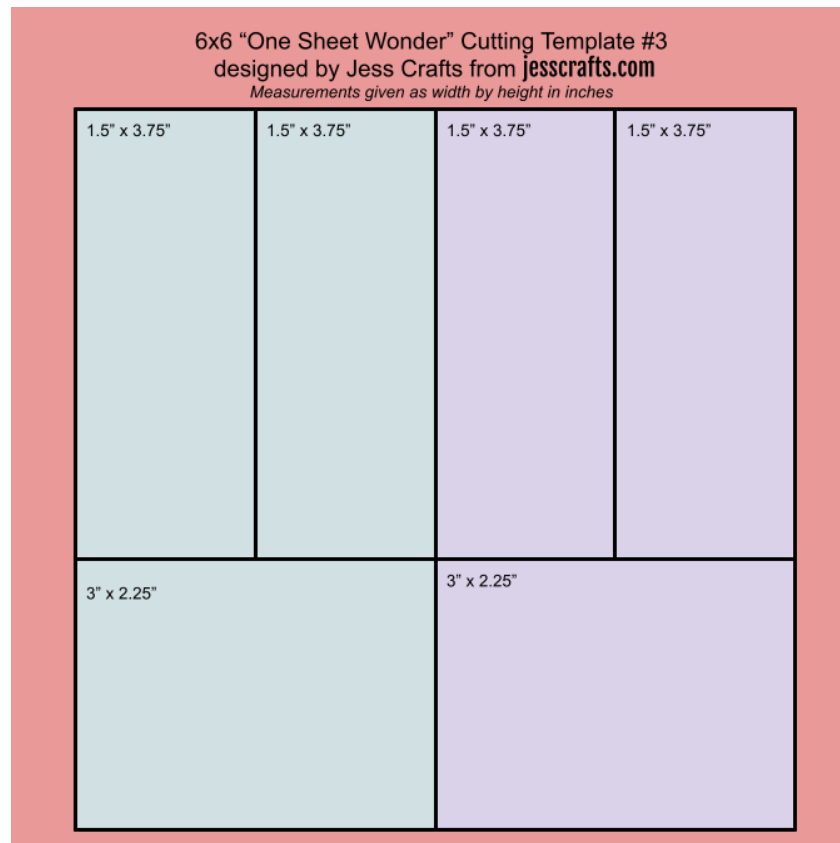 6x6 “One Sheet Wonder” Cutting Template #3
designed by Jess Crafts from jesscrafts.com
Measurements given as width by height in inches
1.5” x 3.75”
1.5” x 3.75”
1.5” x 3.75”
1.5” x 3.75”
3” x 2.25”
3” x 2.25”